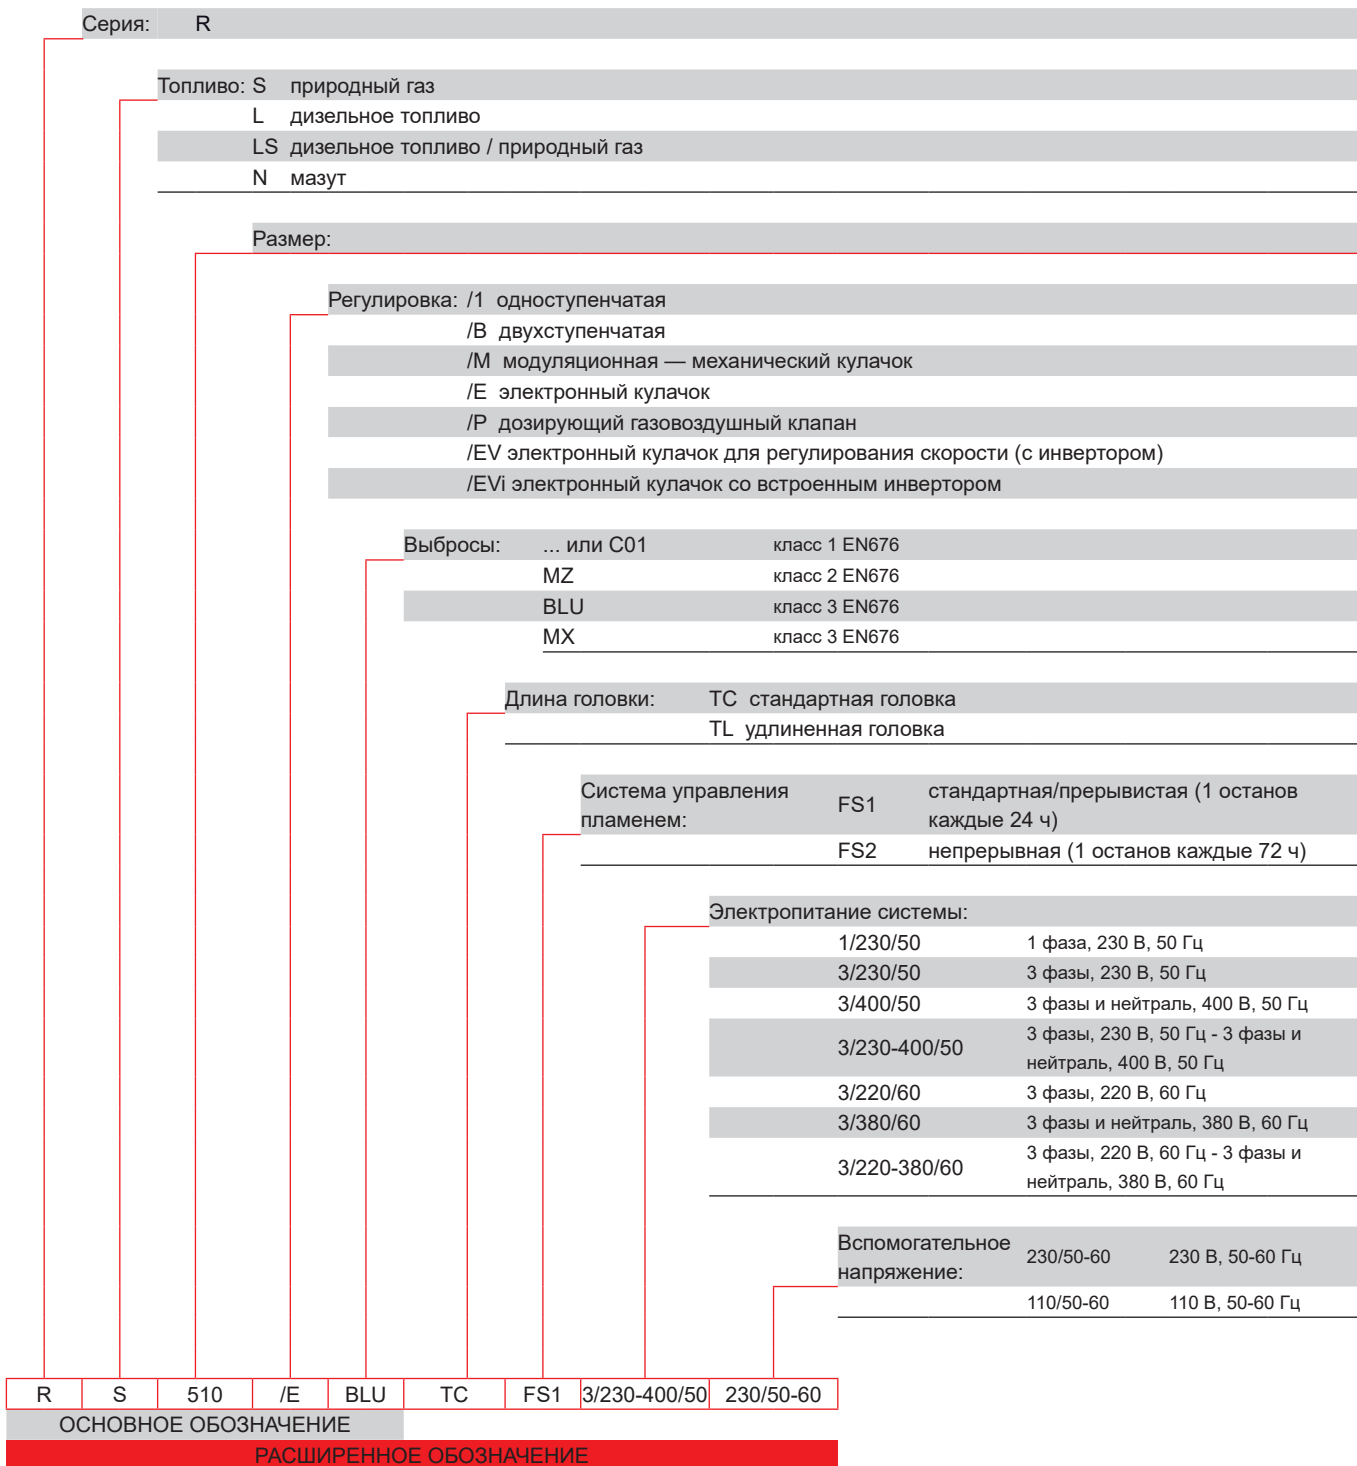 Серия: R
Топливо: S природный газ
L дизельное топливо
LS дизельное топливо / природный газ
N мазут
Размер:
Регулировка: /1 одноступенчатая
/B двухступенчатая
/M модуляционная — механический кулачок
/E электронный кулачок
/P дозирующий газовоздушный клапан
/EV электронный кулачок для регулирования скорости (с инвертором)
/EVi электронный кулачок со встроенным инвертором
Выбросы: ... или C01 класс 1 EN676
MZ класс 2 EN676
BLU класс 3 EN676
MX класс 3 EN676
Длина головки: TC стандартная головка
TL удлиненная головка
Система управления
пламенем:
FS1
стандартная/прерывистая (1 останов
каждые 24 ч)
FS2 непрерывная (1 останов каждые 72 ч)
Электропитание системы:
1/230/50 1 фаза, 230 В, 50 Гц
3/230/50 3 фазы, 230 В, 50 Гц
3/400/50 3 фазы и нейтраль, 400 В, 50 Гц
3/230-400/50
3 фазы, 230 В, 50 Гц - 3 фазы и
нейтраль, 400 В, 50 Гц
3/220/60 3 фазы, 220 В, 60 Гц
3/380/60 3 фазы и нейтраль, 380 В, 60 Гц
3/220-380/60
3 фазы, 220 В, 60 Гц - 3 фазы и
нейтраль, 380 В, 60 Гц
Вспомогательное
напряжение:
230/50-60 230 В, 50-60 Гц
110/50-60 110 В, 50-60 Гц
R S 510 /E BLU TC FS1 3/230-400/50 230/50-60
ОСНОВНОЕ ОБОЗНАЧЕНИЕ
РАСШИРЕННОЕ ОБОЗНАЧЕНИЕ